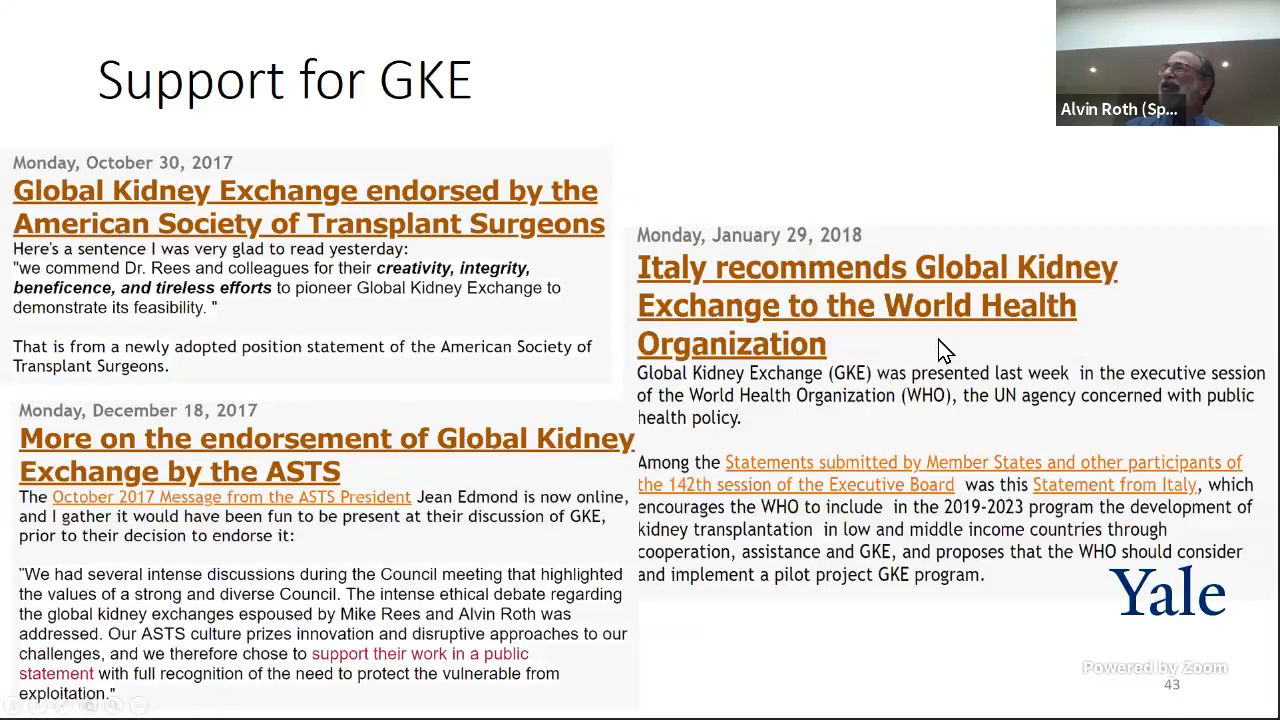 Support for GKE
Alvin Roth (Sp...
Monday, October 30, 2017
Global Kidney Exchange endorsed by the
American Society of Transplant Surgeons
Here's a sentence I was very glad to read yesterday:
"we commend Dr. Rees and colleagues for their creativity, integrity,
beneficence, and tireless efforts to pioneer Global Kidney Exchange to
demonstrate its feasibility. "
That is from a newly adopted position statement of the American Society of
Transplant Surgeons.
Monday, December 18, 2017
More on the endorsement of Global Kidney
Exchange by the ASTS
The October 2017 Message from the ASTS President Jean Edmond is now online,
and I gather it would have been fun to be present at their discussion of GKE,
prior to their decision to endorse it:
"We had several intense discussions during the Council meeting that highlighted
the values of a strong and diverse Council. The intense ethical debate regarding
the global kidney exchanges espoused by Mike Rees and Alvin Roth was
addressed. Our ASTS culture prizes innovation and disruptive approaches to our
challenges, and we therefore chose to support their work in a public
statement with full recognition of the need to protect the vulnerable from
exploitation."
Monday, January 29, 2018
Italy recommends Global Kidney
Exchange to the World Health
Organization
Global Kidney Exchange (GKE) was presented last week in the executive session
of the World Health Organization (WHO), the UN agency concerned with public
health policy.
Among the Statements submitted by Member States and other participants of
the 142th session of the Executive Board was this Statement from Italy, which
encourages the WHO to include in the 2019-2023 program the development of
kidney transplantation in low and middle income countries through
cooperation, assistance and GKE, and proposes that the WHO should consider
and implement a pilot project GKE program.
Yale
Powered by Zoom
43